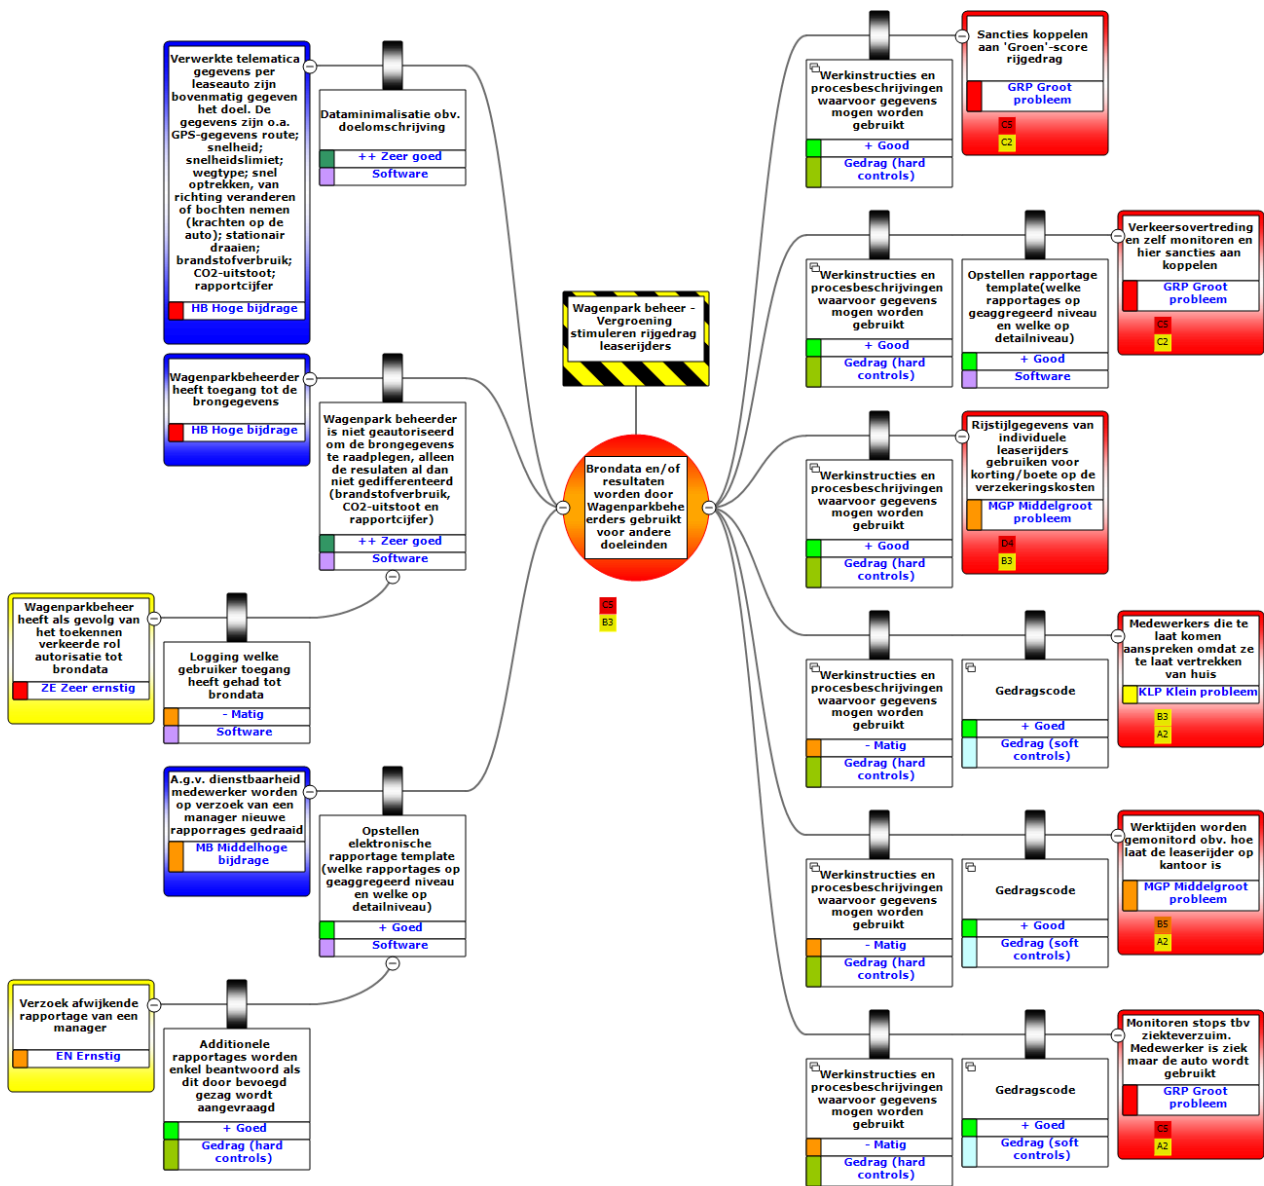 Verwerkte telematica
gegevens per
leaseauto zijn
bovenmatig gegeven
het doel. De
gegevens zijn o.a.
GPS-gegevens route;
snelheid;
snelheidslimiet;
wegtype; snel
optrekken, van
richting veranderen
of bochten nemen
(krachten op de
auto); stationair
draaien;
brandstofverbruik;
CO2-uitstoot;
rapportcijfer
HB Hoge bijdrage
Dataminimalisatie obv.
doelomschrijving
++ Zeer goed
Software
Wagenparkbeheerder
heeft toegang tot de
brongegevens
HB Hoge bijdrage
Wagenpark beheerder
is niet geautoriseerd
om de brongegevens
te raadplegen, alleen
de resulaten al dan
niet gedifferenteerd
(brandstofverbruik,
CO2-uitstoot en
rapportcijfer)
++ Zeer goed
Software
Wagenparkbeheer
heeft als gevolg van
het toekennen
verkeerde rol
autorisatie tot
brondata
ZE Zeer ernstig
Logging welke
gebruiker toegang
heeft gehad tot
brondata
- Matig
Software
A.g.v. dienstbaarheid
medewerker worden
op verzoek van een
manager nieuwe
rapporrages gedraaid
MB Middelhoge
bijdrage
Opstellen
elektronische
rapportage template
(welke rapportages op
geaggregeerd niveau
en welke op
detailniveau)
+ Goed
Software
Verzoek afwijkende
rapportage van een
manager
EN Ernstig
Additionele
rapportages worden
enkel beantwoord als
dit door bevoegd
gezag wordt
aangevraagd
+ Goed
Gedrag (hard
controls)
Wagenpark beheer -
Vergroening
stimuleren rijgedrag
leaserijders
Brondata en/of
resultaten
worden door
Wagenparkbehe
erders gebruikt
voor andere
doeleinden
C5
B3
Werkinstructies en
procesbeschrijvingen
waarvoor gegevens
mogen worden
gebruikt
+ Good
Gedrag (hard
controls)
Sancties koppelen
aan 'Groen'-score
rijgedrag
GRP Groot
probleem
C5
C2
Werkinstructies en
procesbeschrijvingen
waarvoor gegevens
mogen worden
gebruikt
+ Good
Gedrag (hard
controls)
Opstellen rapportage
template(welke
rapportages op
geaggregeerd niveau
en welke op
detailniveau)
+ Good
Software
Verkeersovertreding
en zelf monitoren en
hier sancties aan
koppelen
GRP Groot
probleem
C5
C2
Werkinstructies en
procesbeschrijvingen
waarvoor gegevens
mogen worden
gebruikt
+ Good
Gedrag (hard
controls)
Rijstijlgegevens van
individuele
leaserijders
gebruiken voor
korting/boete op de
verzekeringskosten
MGP Middelgroot
probleem
D4
B3
Werkinstructies en
procesbeschrijvingen
waarvoor gegevens
mogen worden
gebruikt
- Matig
Gedrag (hard
controls)
Gedragscode
+ Goed
Gedrag (soft
controls)
Medewerkers die te
laat komen
aanspreken omdat ze
te laat vertrekken
van huis
KLP Klein probleem
B3
A2
Werkinstructies en
procesbeschrijvingen
waarvoor gegevens
mogen worden
gebruikt
- Matig
Gedrag (hard
controls)
Gedragscode
+ Good
Gedrag (soft
controls)
Werktijden worden
gemonitord obv. hoe
laat de leaserijder op
kantoor is
MGP Middelgroot
probleem
B5
A2
Werkinstructies en
procesbeschrijvingen
waarvoor gegevens
mogen worden
gebruikt
- Matig
Gedrag (hard
controls)
Gedragscode
+ Goed
Gedrag (soft
controls)
Monitoren stops tbv
ziekteverzuim.
Medewerker is ziek
maar de auto wordt
gebruikt
GRP Groot
probleem
C5
A2